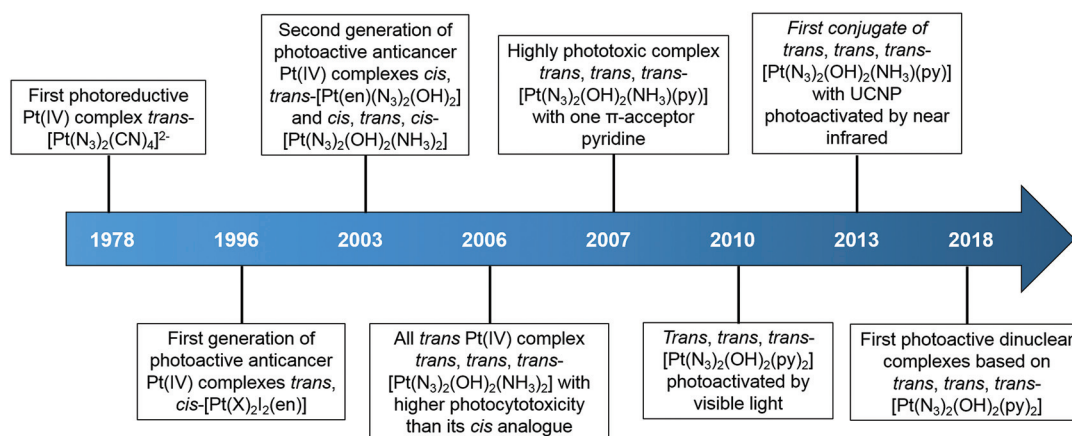 First photoreductive
Pt(IV) complex trans-
[Pt(N₃)₂(CN)₄]²⁻
Second generation of
photoactive anticancer
Pt(IV) complexes cis,
trans-[Pt(en)(N₃)₂(OH)₂]
and cis, trans, cis-
[Pt(N₃)₂(OH)₂(NH₃)₂]
Highly phototoxic complex
trans, trans, trans-
[Pt(N₃)₂(OH)₂(NH₃)(py)]
with one π-acceptor
pyridine
First conjugate of
trans, trans, trans-
[Pt(N₃)₂(OH)₂(NH₃)(py)]
with UCNP
photoactivated by near
infrared
1978 1996 2003 2006 2007 2010 2013 2018
First generation of
photoactive anticancer
Pt(IV) complexes trans,
cis-[Pt(X)₂I₂(en)]
All trans Pt(IV) complex
trans, trans, trans-
[Pt(N₃)₂(OH)₂(NH₃)₂] with
higher photocytotoxicity
than its cis analogue
Trans, trans, trans-
[Pt(N₃)₂(OH)₂(py)₂]
photoactivated by
visible light
First photoactive dinuclear
complexes based on
trans, trans, trans-
[Pt(N₃)₂(OH)₂(py)₂]